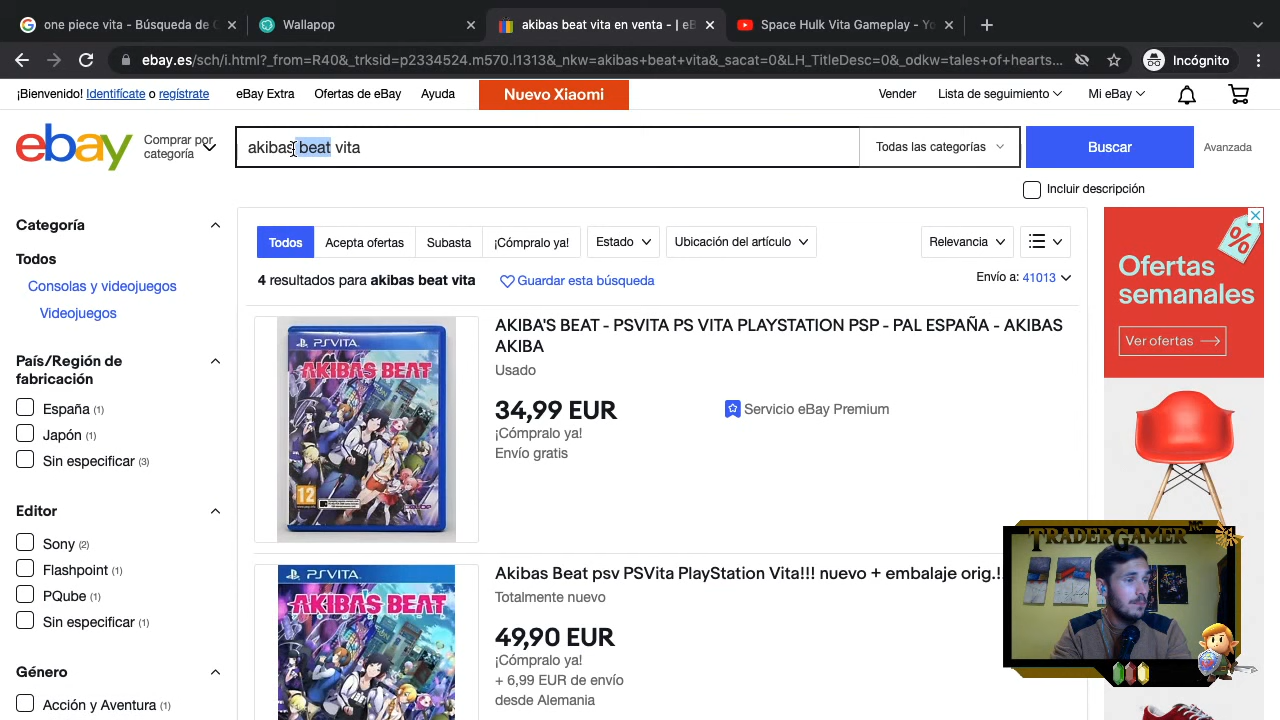 one piece vita - Búsqueda de G
Wallapop
akibas beat vita en venta - | eB
Space Hulk Vita Gameplay - Yo
ebay.es/sch/i.html?_from=R40&_trksid=p2334524.m570.l1313&_nkw=akibas+beat+vita&_sacat=0&LH_TitleDesc=0&_odkw=tales+of+hearts...
Incógnito
¡Bienvenido! Identifícate o regístrate
eBay Extra
Ofertas de eBay
Ayuda
Nuevo Xiaomi
Vender
Lista de seguimiento
Mi eBay
ebay
Comprar por
categoría
akibas beat vita
Todas las categorías
Buscar
Avanzada
Incluir descripción
Categoría
Todos
Consolas y videojuegos
Videojuegos
País/Región de
fabricación
España (1)
Japón (1)
Sin especificar (3)
Editor
Sony (2)
Flashpoint (1)
PQube (1)
Sin especificar (1)
Género
Acción y Aventura (1)
Todos
Acepta ofertas
Subasta
¡Cómpralo ya!
Estado
Ubicación del artículo
Relevancia
4 resultados para akibas beat vita
Guardar esta búsqueda
Envío a: 41013
PSVITA
AKIBA'S BEAT
12
AKIBA'S BEAT - PSVITA PS VITA PLAYSTATION PSP - PAL ESPAÑA - AKIBAS
AKIBA
Usado
34,99 EUR
¡Cómpralo ya!
Envío gratis
Servicio eBay Premium
PSVITA
AKIBA'S BEAT
Akibas Beat psv PSVita PlayStation Vita!!! nuevo + embalaje orig.!
Totalmente nuevo
49,90 EUR
¡Cómpralo ya!
+ 6,99 EUR de envío
desde Alemania
%
Ofertas
semanales
Ver ofertas
TRADERGAMER